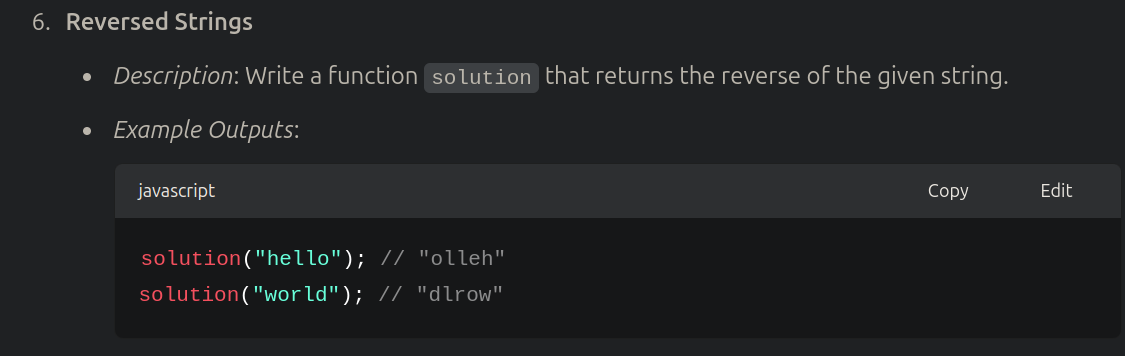 6. Reversed Strings
• Description: Write a function solution that returns the reverse of the given string.
• Example Outputs:
javascript Copy Edit
solution("hello"); // "olleh"
solution("world"); // "dlrow"